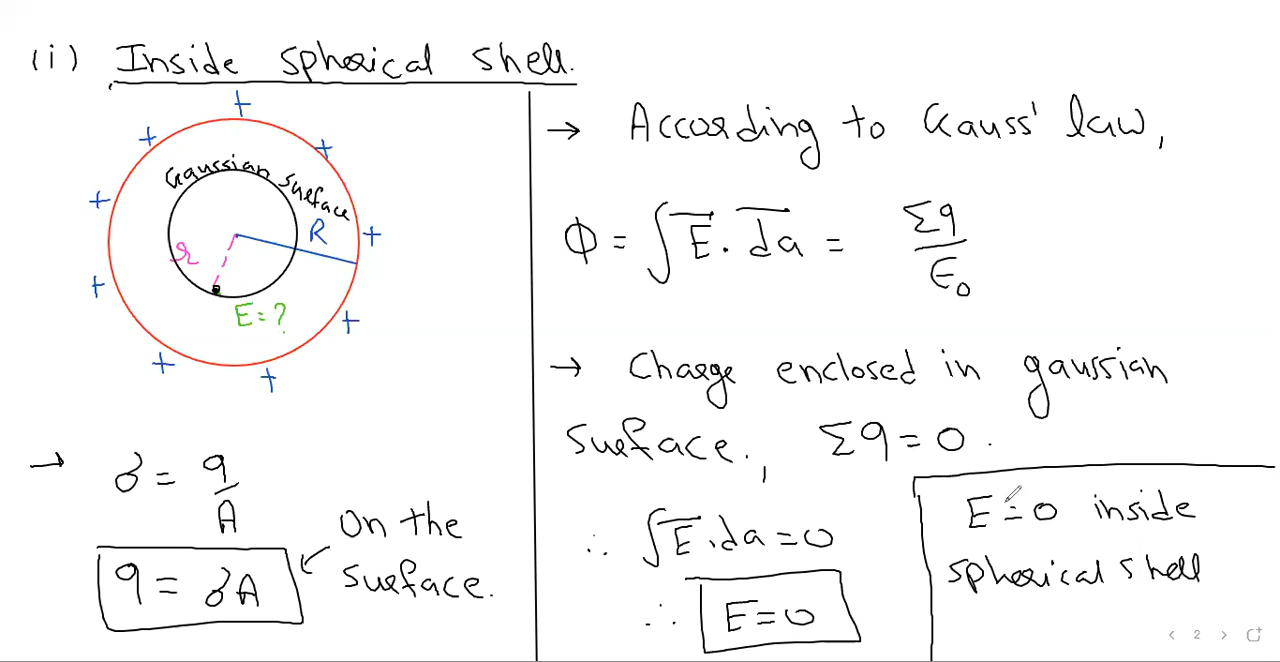 (i) Inside spherical shell.
+ + + + + + + + + +
Gaussian surface
R
r
E = ?
→ σ = q/A
q = σA
On the
surface.
→ According to Gauss' law,
Φ = ∫E̅. d̅a̅ = Σq/ε₀
→ Charge enclosed in gaussian
surface., Σq = 0.
∴ ∫E̅.da = 0
∴ E = 0
E = 0 inside
spherical shell
< 2 >